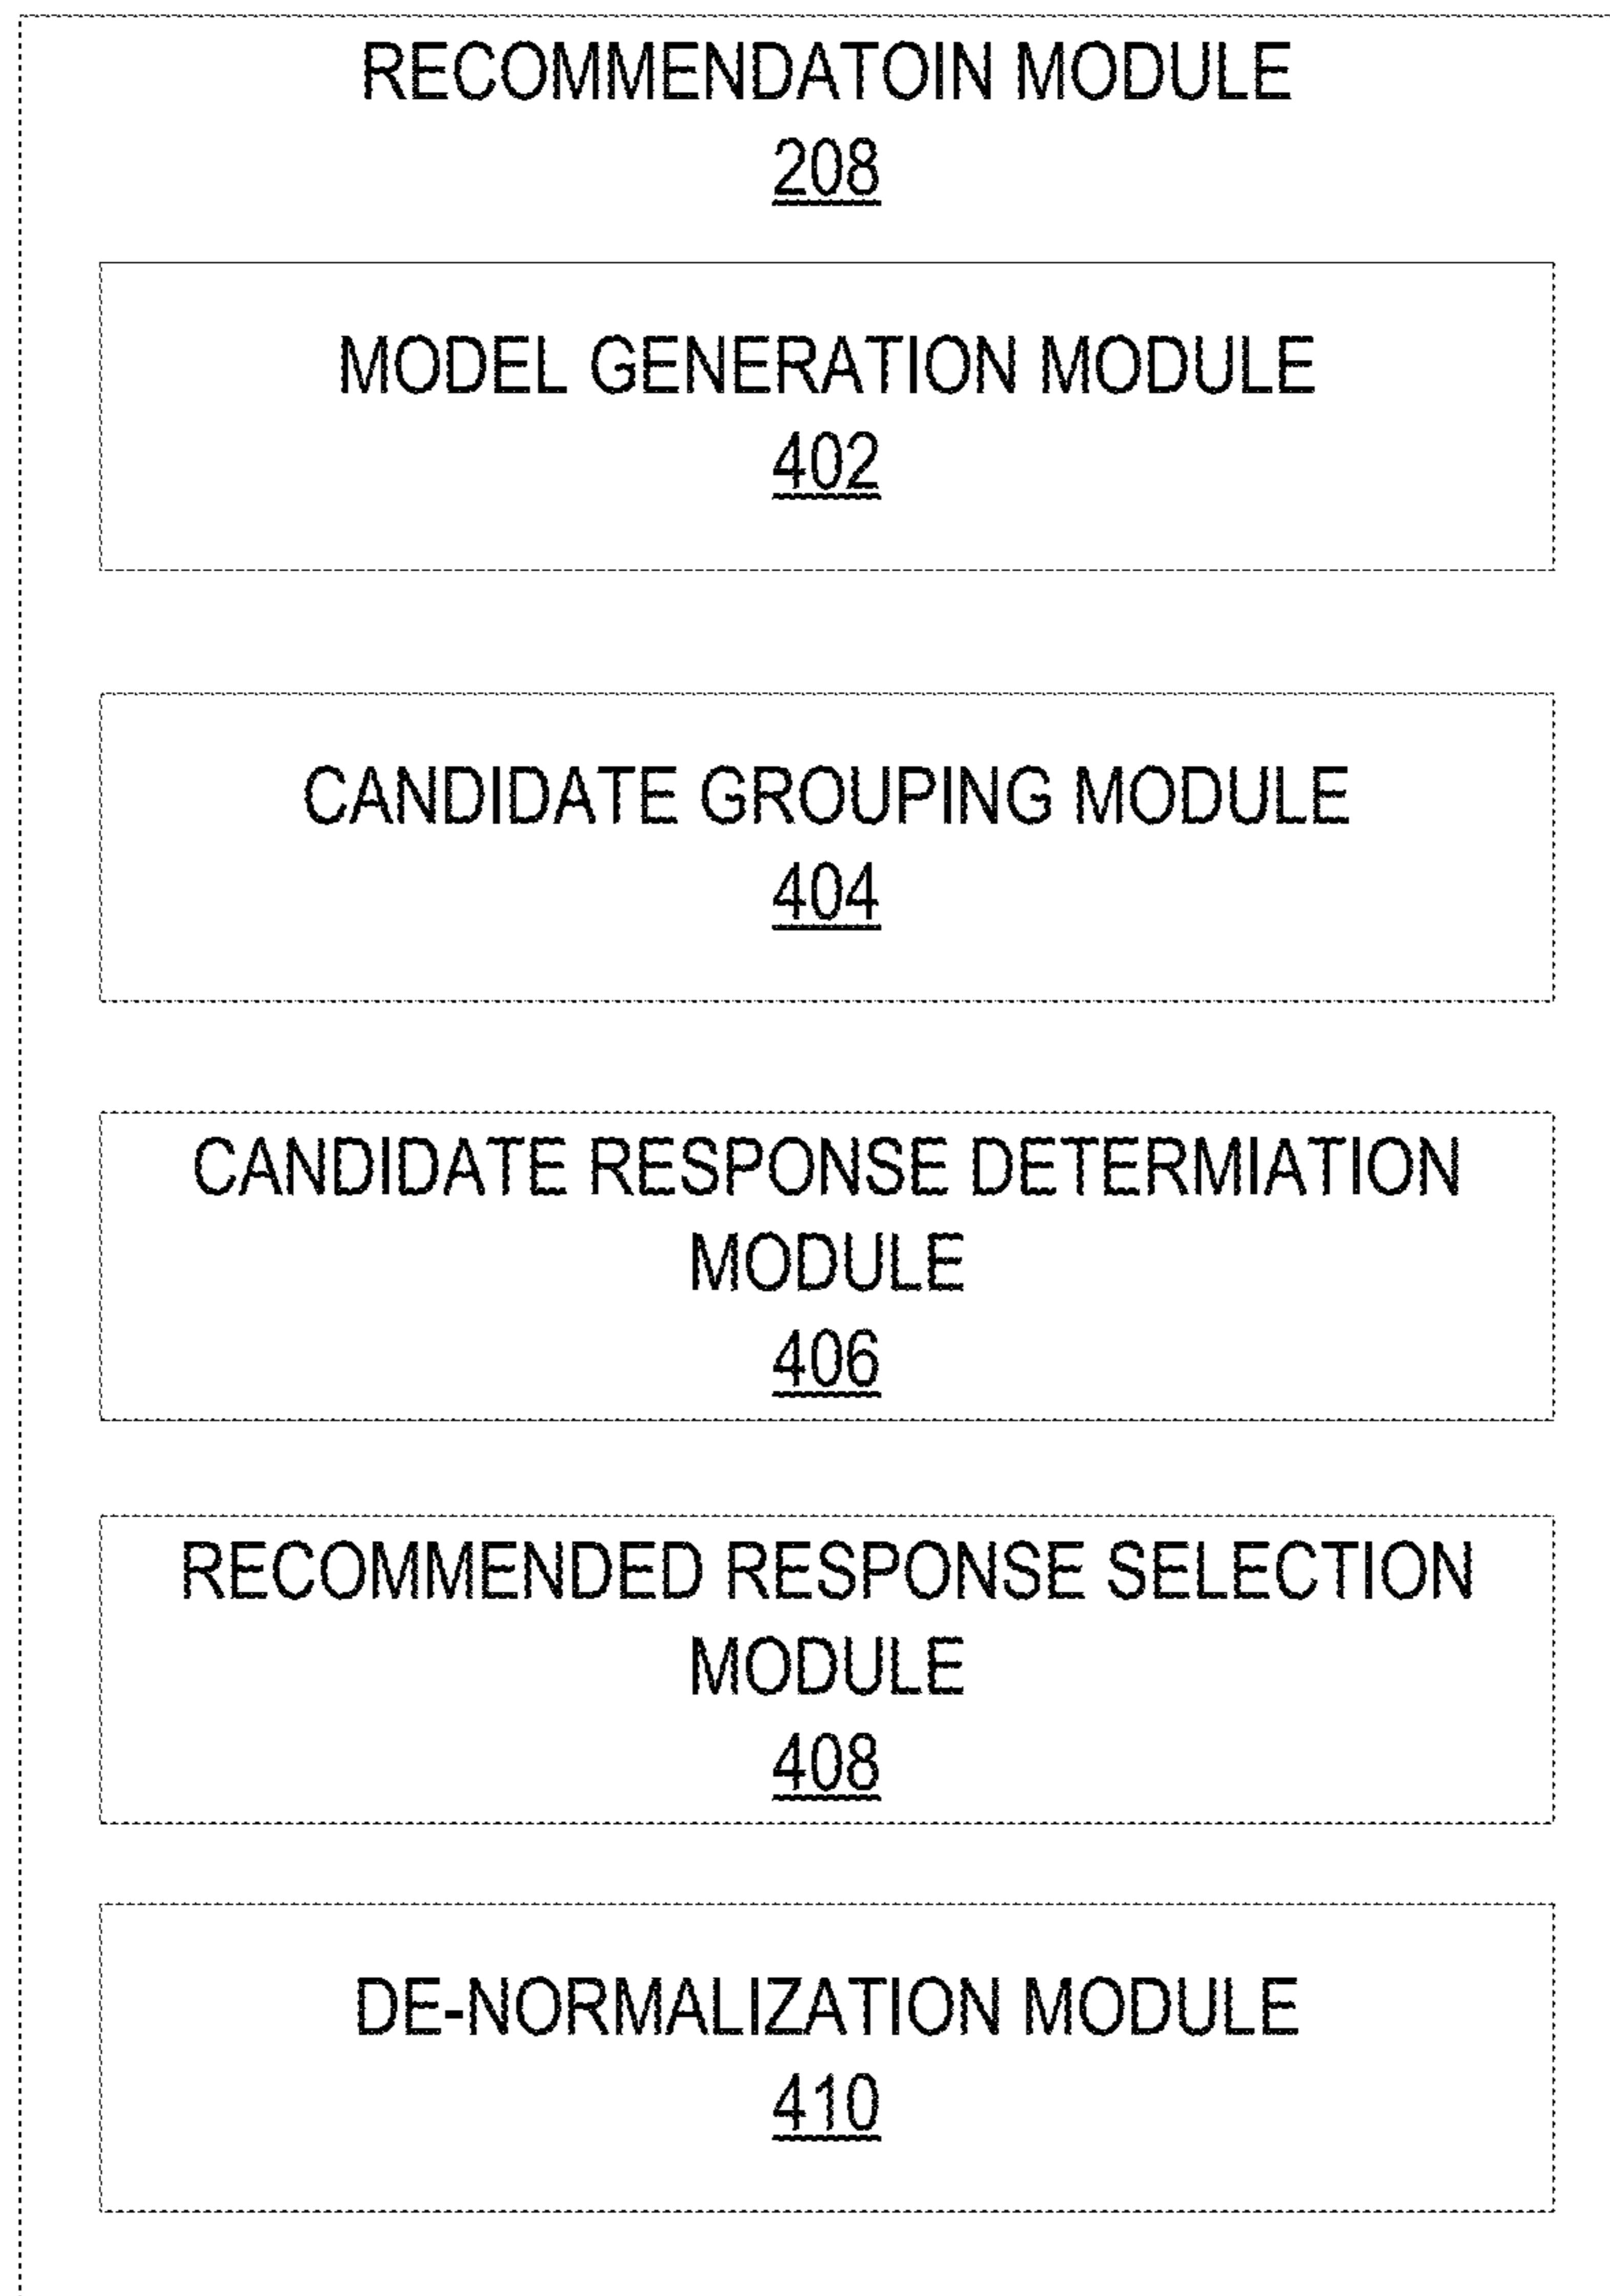 RECOMMENDATOIN MODULE
208
MODEL GENERATION MODULE
402
CANDIDATE GROUPING MODULE
404
CANDIDATE RESPONSE DETERMIATION
MODULE
406
RECOMMENDED RESPONSE SELECTION
MODULE
408
DE-NORMALIZATION MODULE
410